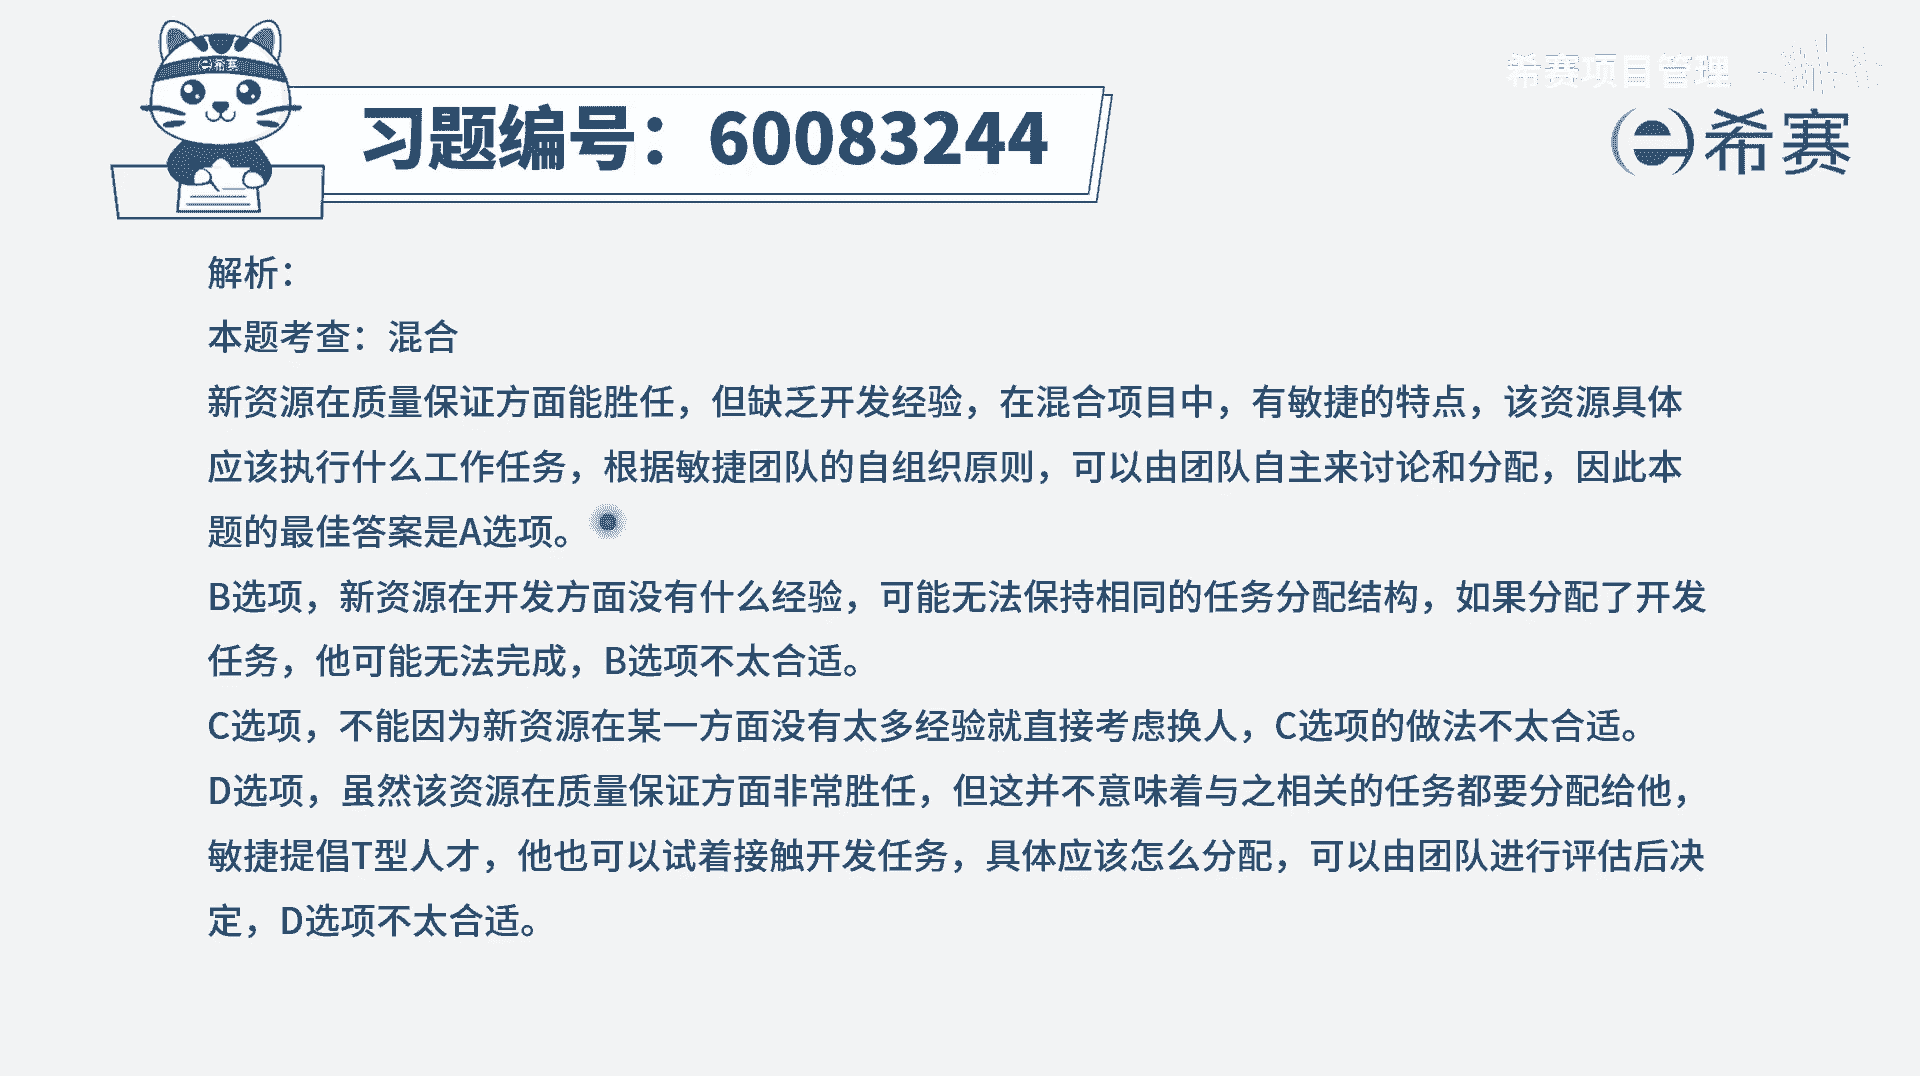 希赛
希赛项目管理
习题编号：60083244
希赛
解析：
本题考查：混合
新资源在质量保证方面能胜任，但缺乏开发经验，在混合项目中，有敏捷的特点，该资源具体
应该执行什么工作任务，根据敏捷团队的自组织原则，可以由团队自主来讨论和分配，因此本
题的最佳答案是A选项。
B选项，新资源在开发方面没有什么经验，可能无法保持相同的任务分配结构，如果分配了开发
任务，他可能无法完成，B选项不太合适。
C选项，不能因为新资源在某一方面没有太多经验就直接考虑换人，C选项的做法不太合适。
D选项，虽然该资源在质量保证方面非常胜任，但这并不意味着与之相关的任务都要分配给他，
敏捷提倡T型人才，他也可以试着接触开发任务，具体应该怎么分配，可以由团队进行评估后决
定，D选项不太合适。